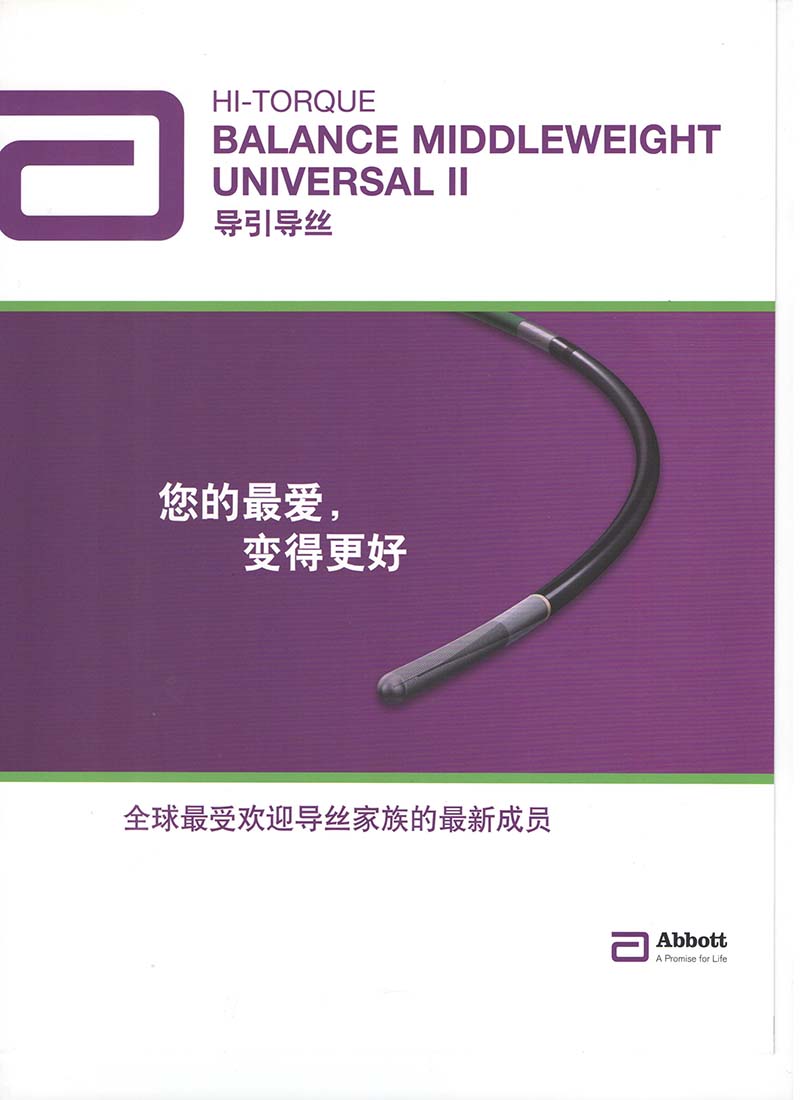 HI-TORQUE
BALANCE MIDDLEWEIGHT
UNIVERSAL II
导引导丝
您的最爱，
变得更好
全球最受欢迎导丝家族的最新成员
Abbott
A Promise for Life